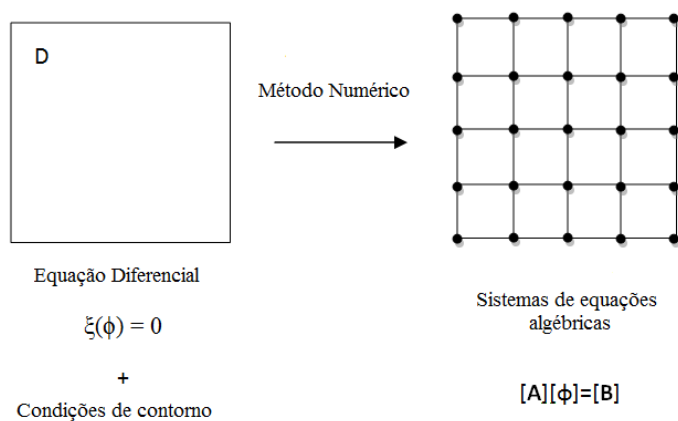 D
Método Numérico
Equação Diferencial
ξ(ϕ) = 0
+
Condições de contorno
Sistemas de equações
algébricas
[A][ϕ]=[B]